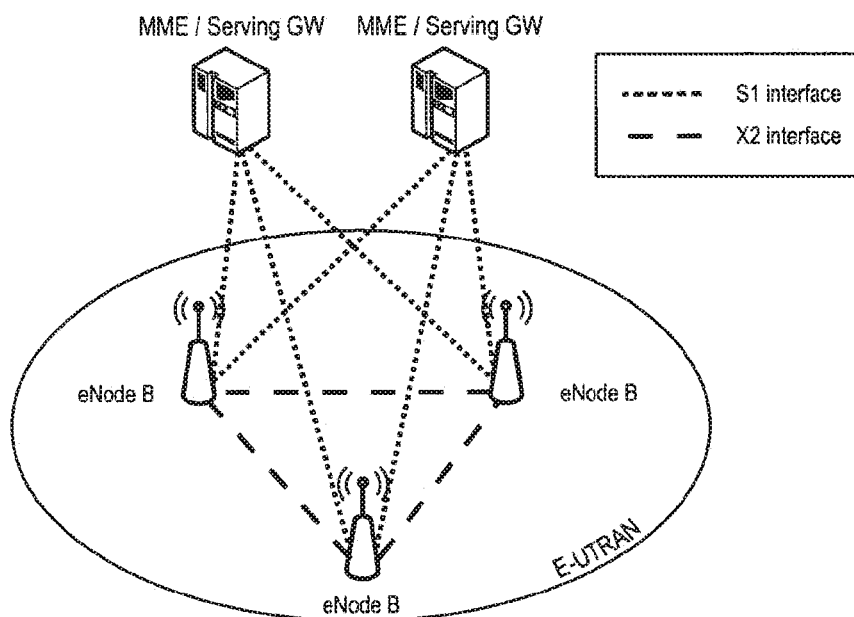 MME / Serving GW
MME / Serving GW
S1 interface
X2 interface
eNode B
eNode B
eNode B
E-UTRAN